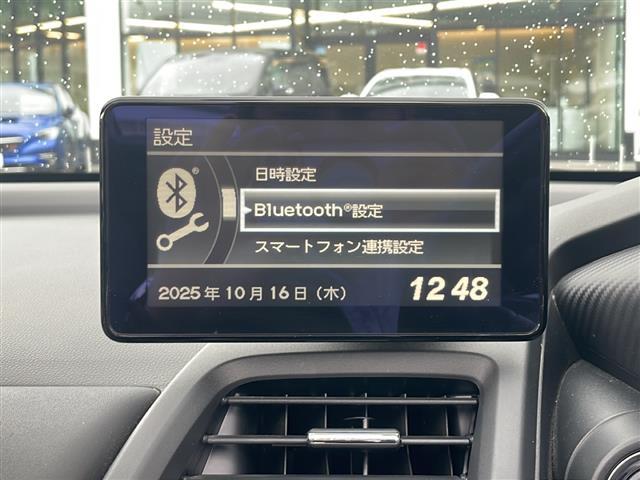 設定
日時設定
Bluetooth®設定
スマートフォン連携設定
2025年10月16日（木） 12 48